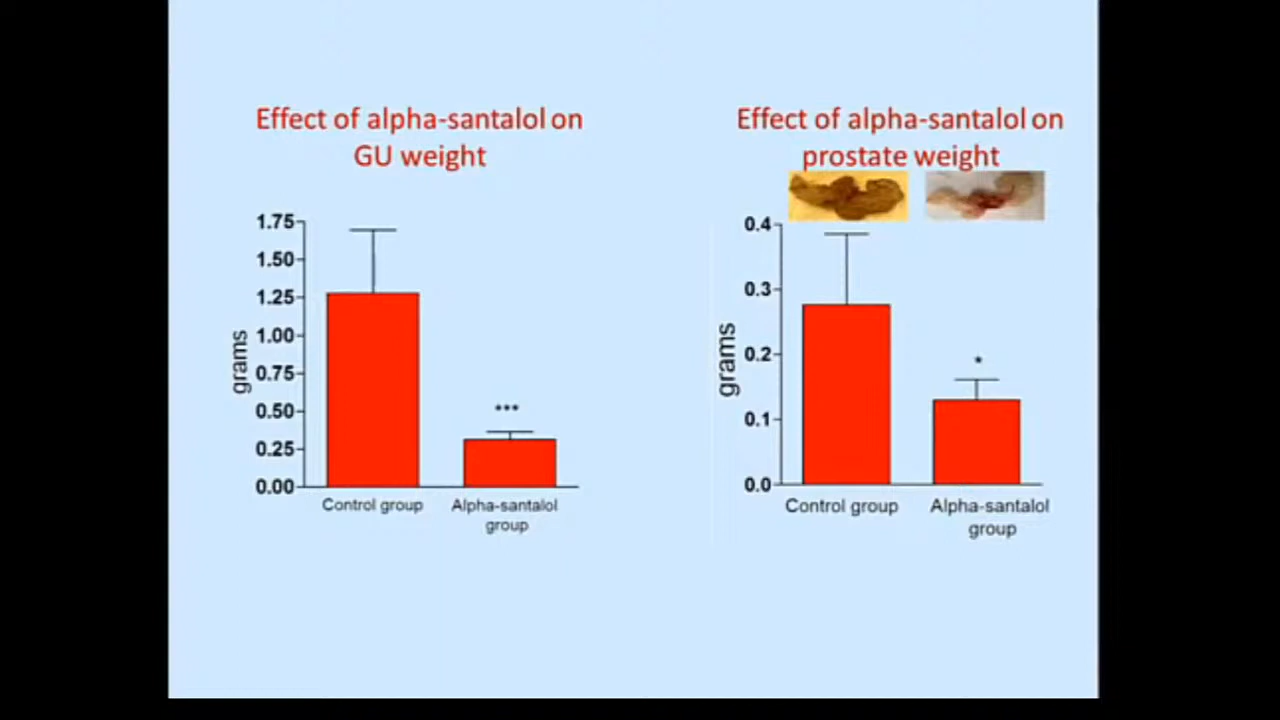 Effect of alpha-santalol on
GU weight
1.75
1.50
1.25
1.00
0.75
0.50
0.25
0.00
grams
***
Control group
Alpha-santalol
group
Effect of alpha-santalol on
prostate weight
0.4
0.3
0.2
0.1
0.0
grams
*
Control group
Alpha-santalol
group